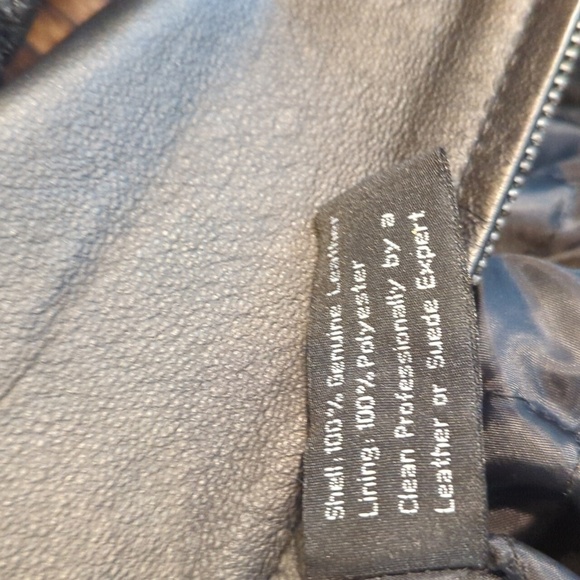 Shell: 100% Genuine Leather
Lining: 100% Polyester
Clean Professionally by a
Leather or Suede Expert